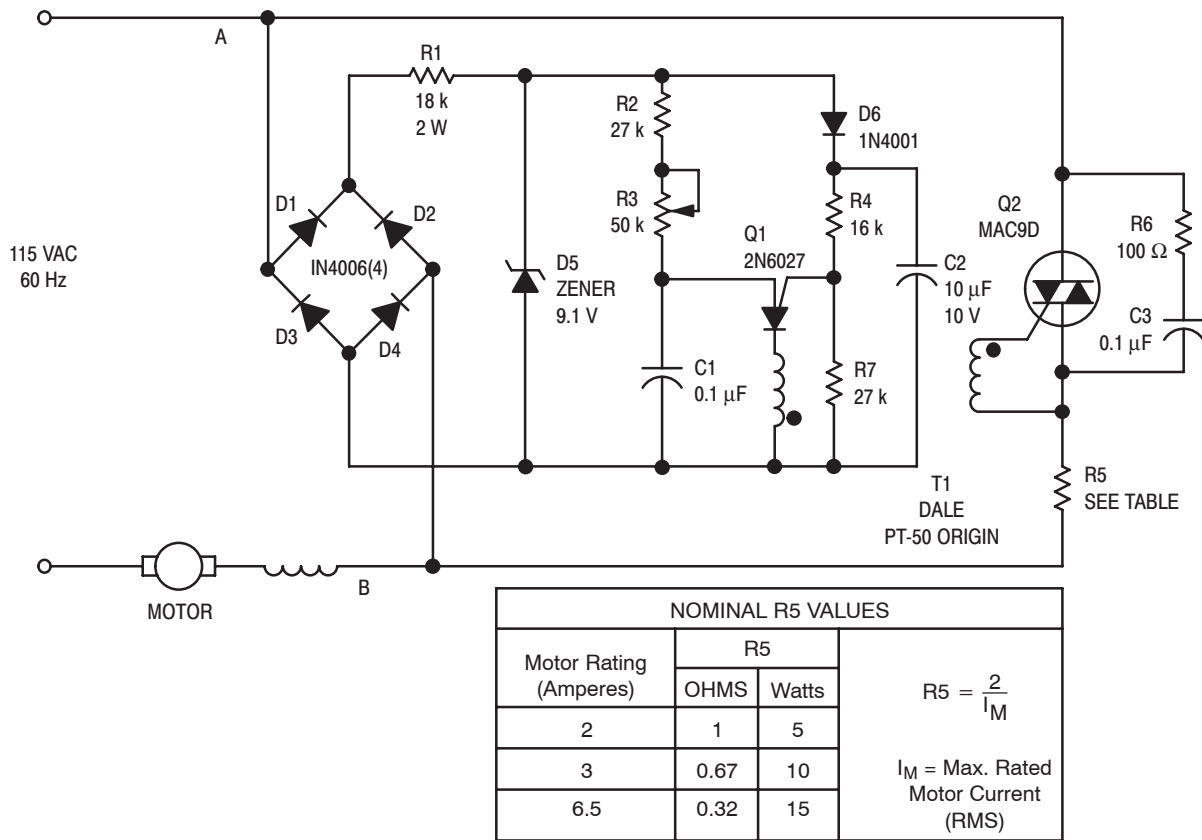 A
R1
18 k
2 W
R2
27 k
D6
1N4001
D1
D2
R3
50 k
R4
16 k
Q1
2N6027
Q2
MAC9D
R6
100 Ω
115 VAC
60 Hz
IN4006(4)
D5
ZENER
9.1 V
C2
10 μF
10 V
D3
D4
C1
0.1 μF
R7
27 k
C3
0.1 μF
T1
DALE
PT-50 ORIGIN
R5
SEE TABLE
MOTOR
B
NOMINAL R5 VALUES
Motor Rating
(Amperes)
R5
OHMS
Watts
2
1
5
3
0.67
10
6.5
0.32
15
R5 = 2/IM
IM = Max. Rated
Motor Current
(RMS)